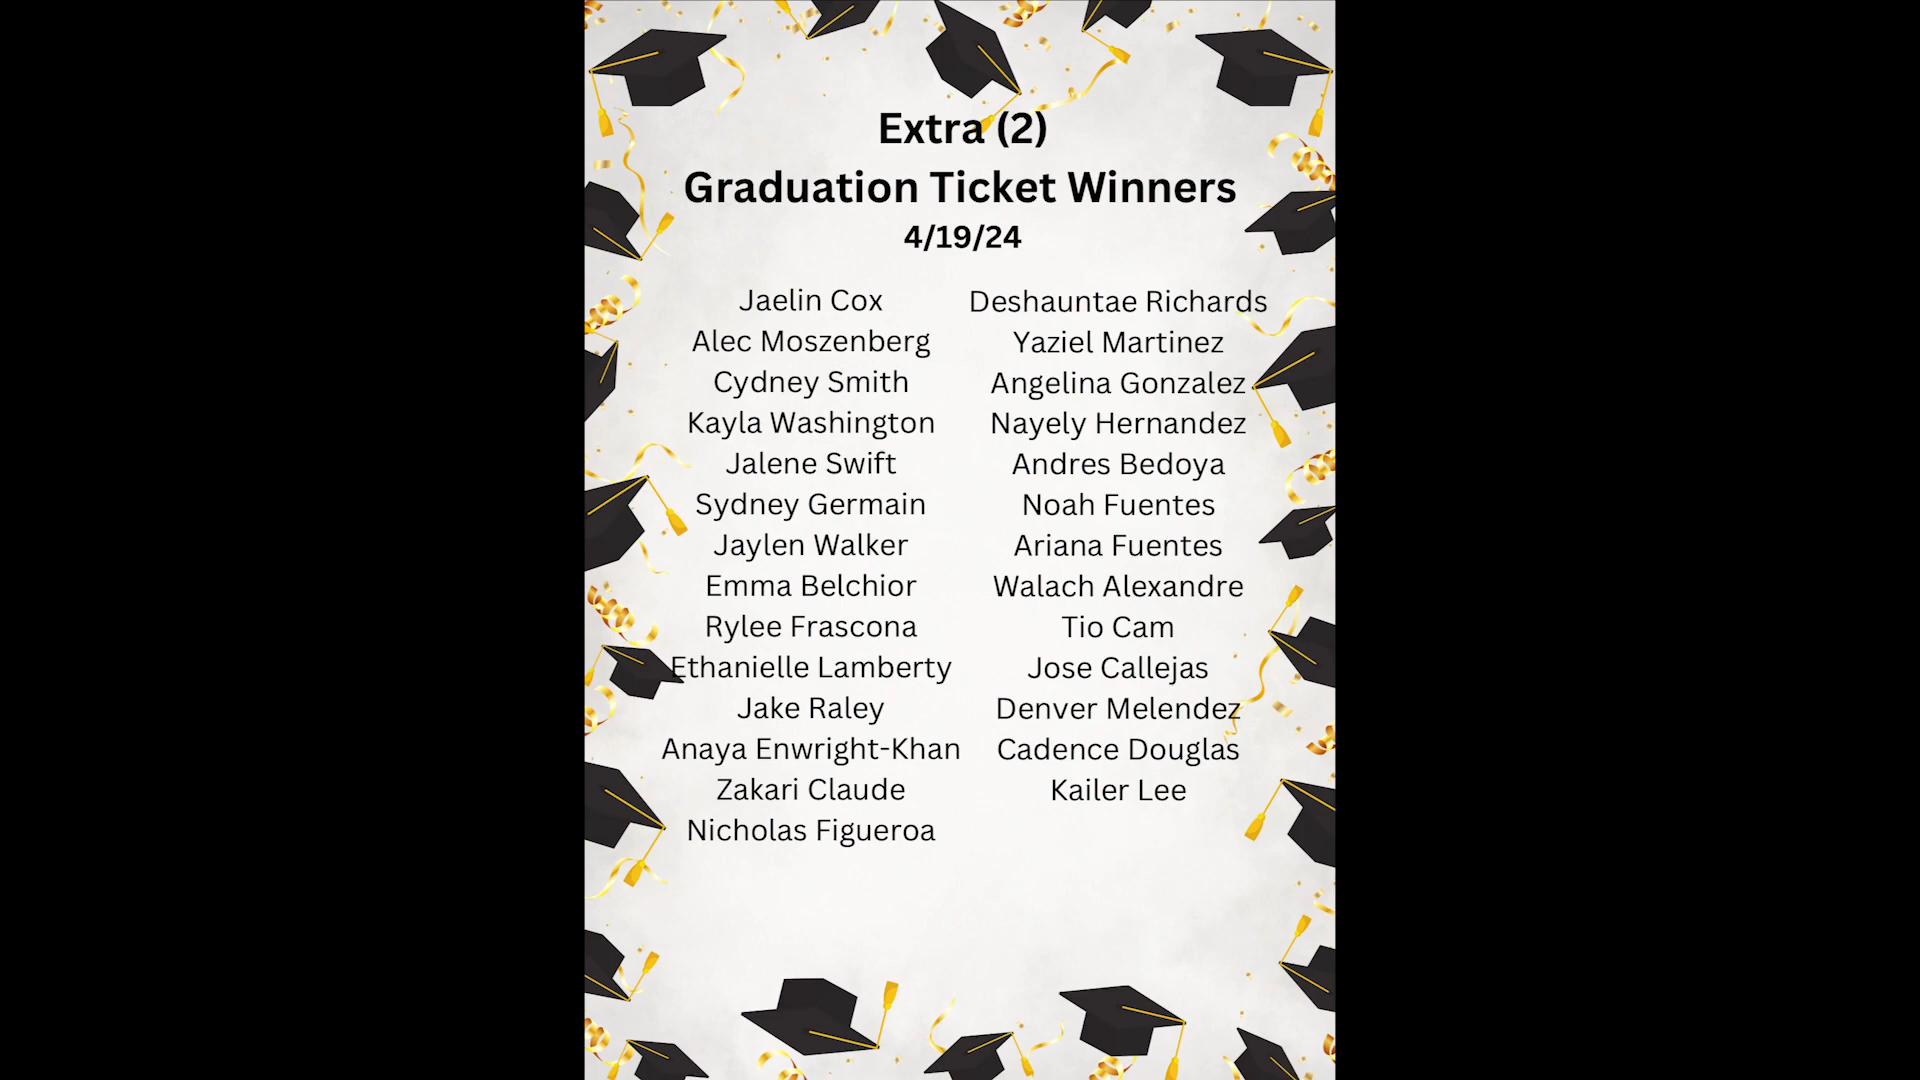 Extra (2)
Graduation Ticket Winners
4/19/24
Jaelin Cox
Alec Moszenberg
Cydney Smith
Kayla Washington
Jalene Swift
Sydney Germain
Jaylen Walker
Emma Belchior
Rylee Frascona
Ethanielle Lamberty
Jake Raley
Anaya Enwright-Khan
Zakari Claude
Nicholas Figueroa
Deshauntae Richards
Yaziel Martinez
Angelina Gonzalez
Nayely Hernandez
Andres Bedoya
Noah Fuentes
Ariana Fuentes
Walach Alexandre
Tio Cam
Jose Callejas
Denver Melendez
Cadence Douglas
Kailer Lee